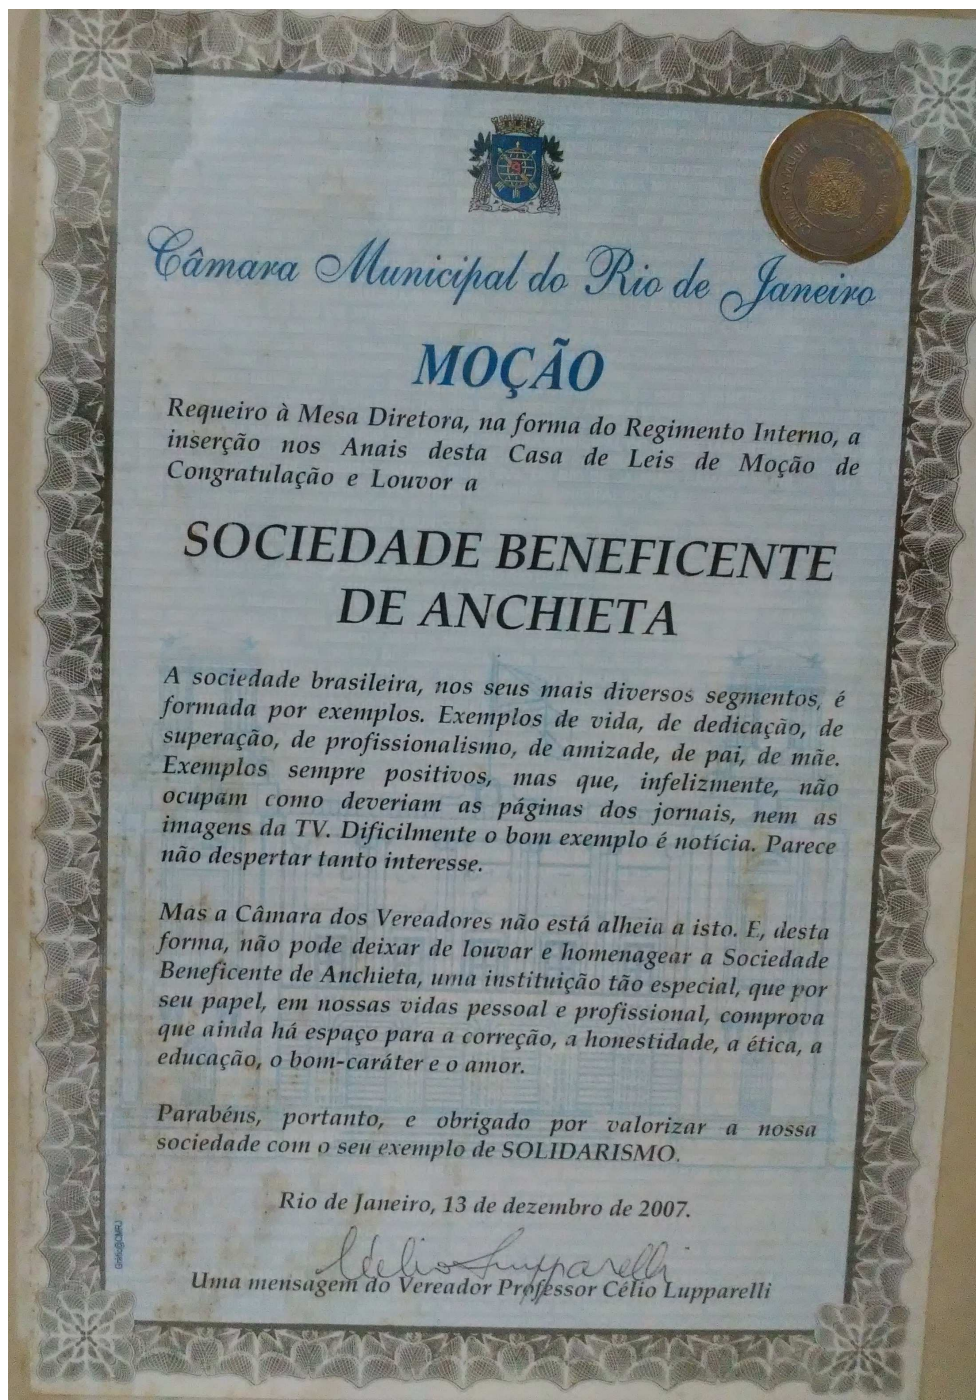 Câmara Municipal do Rio de Janeiro
MOÇÃO
Requeiro à Mesa Diretora, na forma do Regimento Interno, a
inserção nos Anais desta Casa de Leis de Moção de
Congratulação e Louvor a
SOCIEDADE BENEFICENTE
DE ANCHIETA
A sociedade brasileira, nos seus mais diversos segmentos, é
formada por exemplos. Exemplos de vida, de dedicação, de
superação, de profissionalismo, de amizade, de pai, de mãe.
Exemplos sempre positivos, mas que, infelizmente, não
ocupam como deveriam as páginas dos jornais, nem as
imagens da TV. Dificilmente o bom exemplo é notícia. Parece
não despertar tanto interesse.
Mas a Câmara dos Vereadores não está alheia a isto. E, desta
forma, não pode deixar de louvar e homenagear a Sociedade
Beneficente de Anchieta, uma instituição tão especial, que por
seu papel, em nossas vidas pessoal e profissional, comprova
que ainda há espaço para a correção, a honestidade, a ética, a
educação, o bom-caráter e o amor.
Parabéns, portanto, e obrigado por valorizar a nossa
sociedade com o seu exemplo de SOLIDARISMO.
Rio de Janeiro, 13 de dezembro de 2007.
Célio Lupparelli
Uma mensagem do Vereador Professor Célio Lupparelli